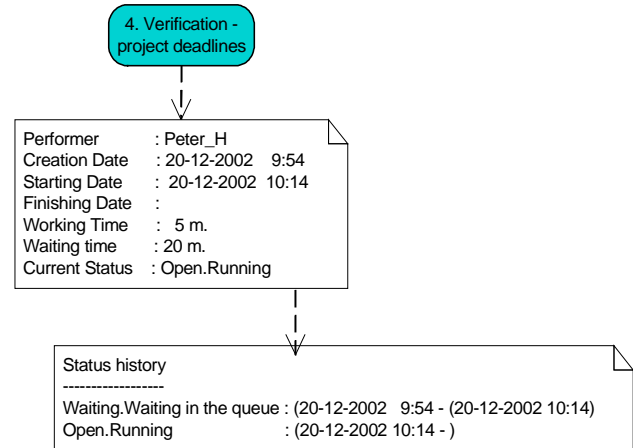 4. Verification -
project deadlines
Performer : Peter_H
Creation Date : 20-12-2002 9:54
Starting Date : 20-12-2002 10:14
Finishing Date :
Working Time : 5 m.
Waiting time : 20 m.
Current Status : Open.Running
Status history
------------------
Waiting.Waiting in the queue : (20-12-2002 9:54 - (20-12-2002 10:14)
Open.Running : (20-12-2002 10:14 - )